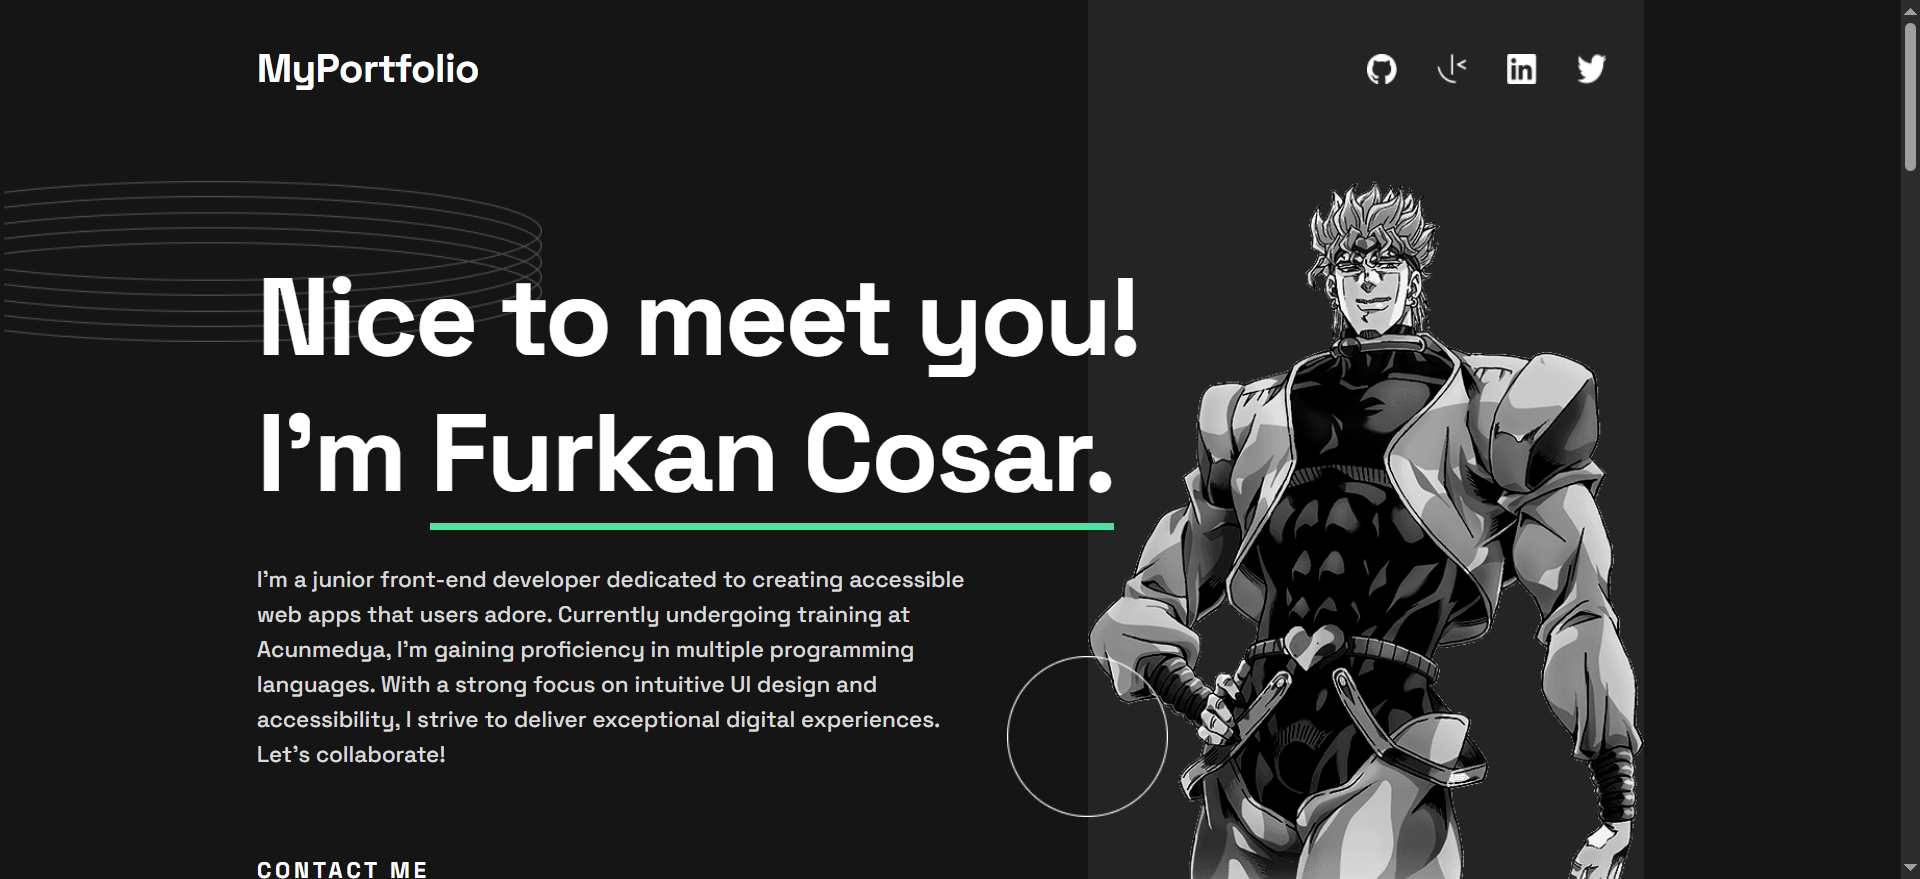 MyPortfolio
Nice to meet you!
I’m Furkan Cosar.
I’m a junior front-end developer dedicated to creating accessible
web apps that users adore. Currently undergoing training at
Acunmedya, I’m gaining proficiency in multiple programming
languages. With a strong focus on intuitive UI design and
accessibility, I strive to deliver exceptional digital experiences.
Let’s collaborate!
CONTACT ME